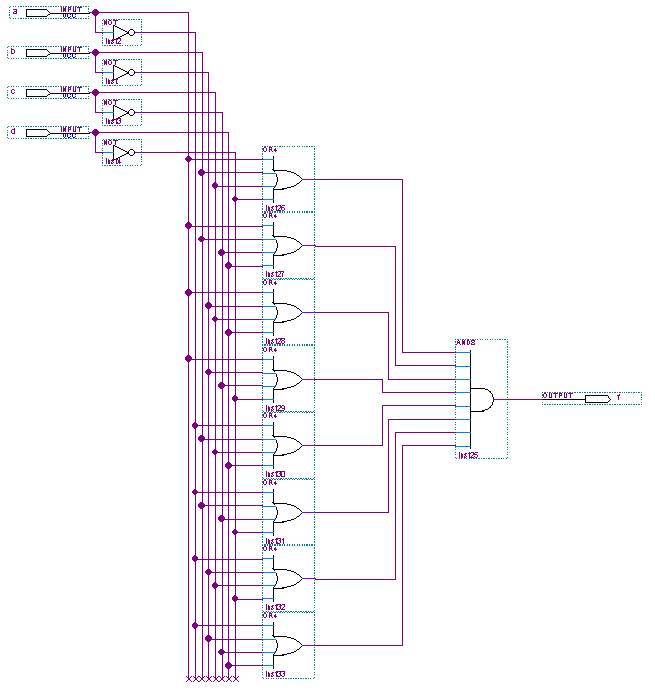 a INPUT
VCC
NOT
inst2
b INPUT
VCC
NOT
inst
c INPUT
VCC
NOT
inst3
d INPUT
VCC
NOT
inst4
OR4
inst26
OR4
inst27
OR4
inst28
OR4
inst29
OR4
inst30
OR4
inst31
OR4
inst32
OR4
inst33
AND8
inst25
OUTPUT f